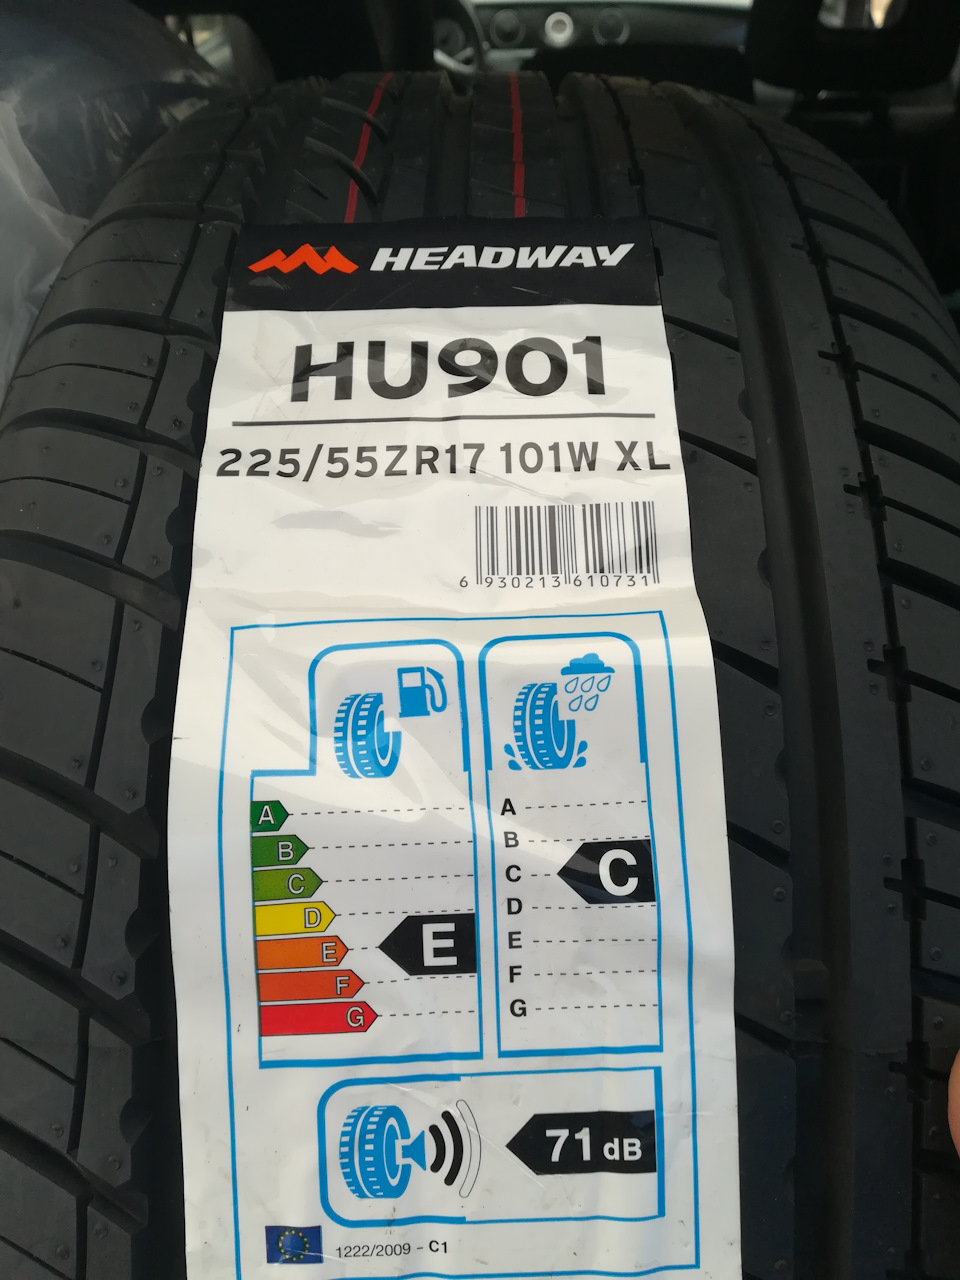 HEADWAY
HU901
225/55ZR17 101W XL
6 930213 610731
A
B
C
D
E
F
G
E
A
B
C
D
E
F
G
C
71 dB
1222/2009 - C1